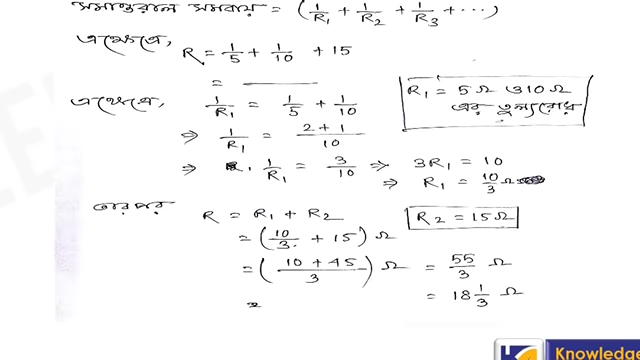 সমান্তরাল সমবায় = (1/R₁ + 1/R₂ + 1/R₃ + ...)
এক্ষেত্রে, R = 1/5 + 1/10 + 15
=
এক্ষেত্রে, 1/R₁ = 1/5 + 1/10
R₁ = 5 Ω ও 10 Ω
এর তুল্যরোধ
⇒ 1/R₁ = 2+1/10
⇒ 1/R₁ = 3/10 ⇒ 3R₁ = 10
⇒ R₁ = 10/3 Ω
তারপর R = R₁ + R₂
R₂ = 15 Ω
= (10/3 + 15) Ω
= (10 + 45/3) Ω = 55/3 Ω
= 18 1/3 Ω
Knowledge